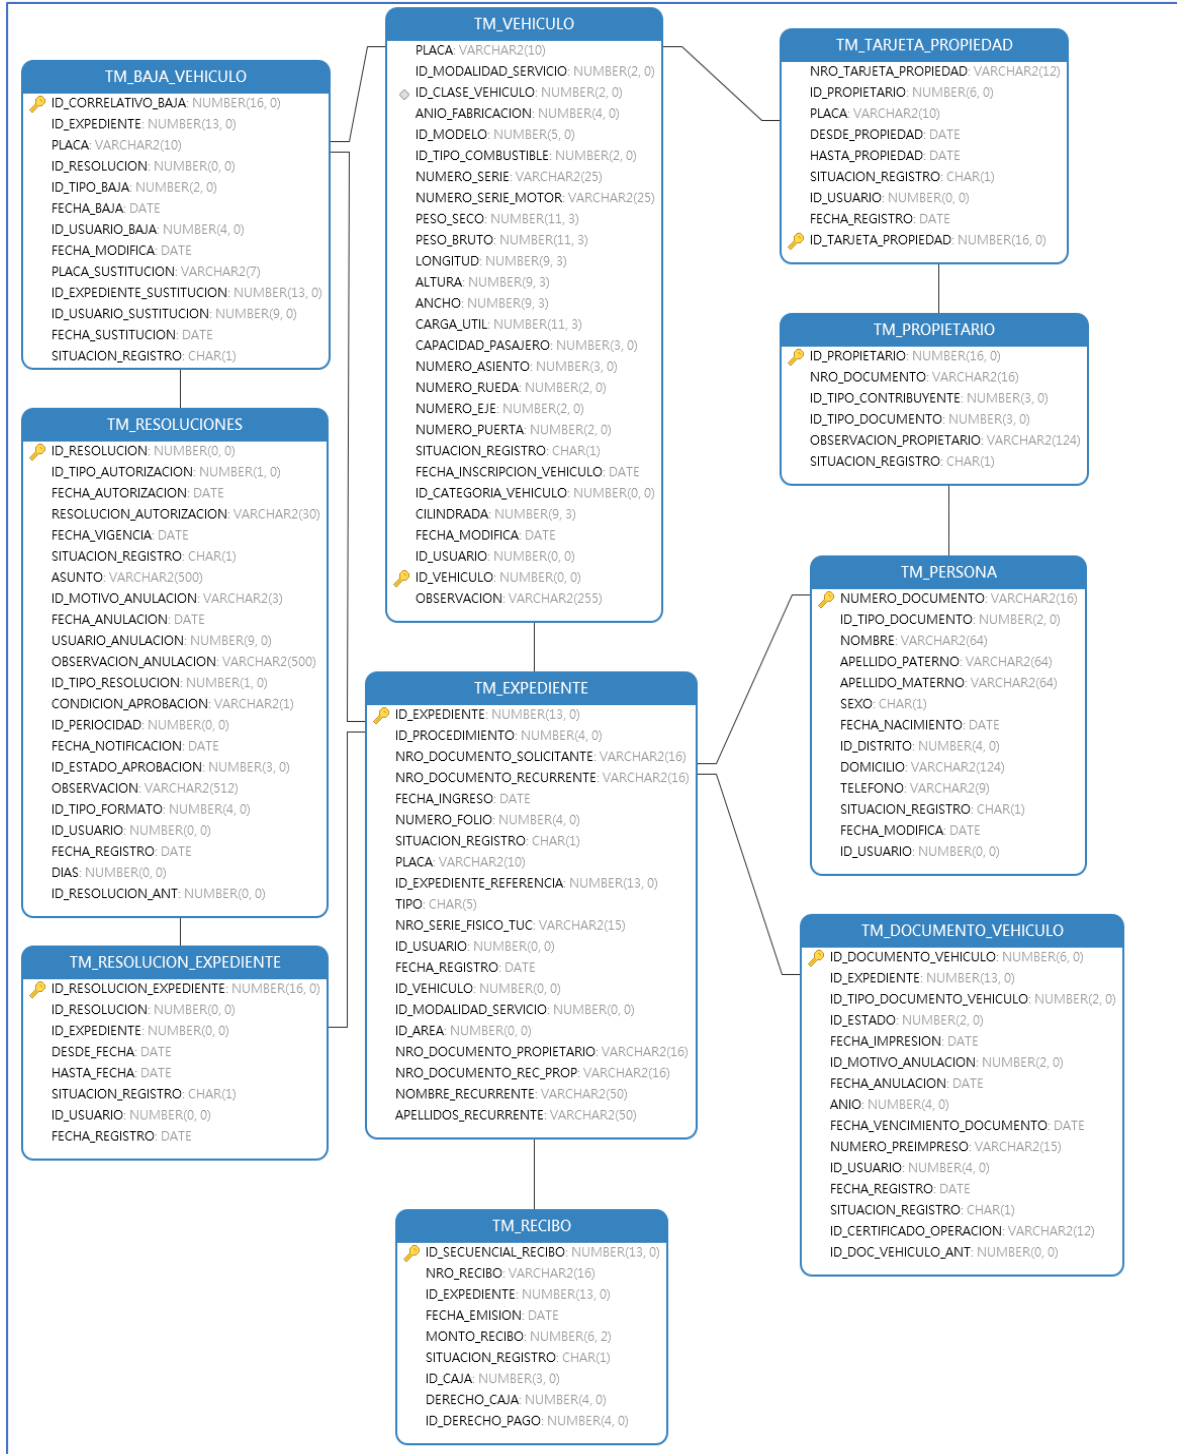 TM_BAJA_VEHICULO
ID_CORRELATIVO_BAJA: NUMBER(16, 0)
ID_EXPEDIENTE: NUMBER(13, 0)
PLACA: VARCHAR2(10)
ID_RESOLUCION: NUMBER(0, 0)
ID_TIPO_BAJA: NUMBER(2, 0)
FECHA_BAJA: DATE
ID_USUARIO_BAJA: NUMBER(4, 0)
FECHA_MODIFICA: DATE
PLACA_SUSTITUCION: VARCHAR2(7)
ID_EXPEDIENTE_SUSTITUCION: NUMBER(13, 0)
ID_USUARIO_SUSTITUCION: NUMBER(9, 0)
FECHA_SUSTITUCION: DATE
SITUACION_REGISTRO: CHAR(1)
TM_RESOLUCIONES
ID_RESOLUCION: NUMBER(0, 0)
ID_TIPO_AUTORIZACION: NUMBER(1, 0)
FECHA_AUTORIZACION: DATE
RESOLUCION_AUTORIZACION: VARCHAR2(30)
FECHA_VIGENCIA: DATE
SITUACION_REGISTRO: CHAR(1)
ASUNTO: VARCHAR2(500)
ID_MOTIVO_ANULACION: VARCHAR2(3)
FECHA_ANULACION: DATE
USUARIO_ANULACION: NUMBER(9, 0)
OBSERVACION_ANULACION: VARCHAR2(500)
ID_TIPO_RESOLUCION: NUMBER(1, 0)
CONDICION_APROBACION: VARCHAR2(1)
ID_PERIOCIDAD: NUMBER(0, 0)
FECHA_NOTIFICACION: DATE
ID_ESTADO_APROBACION: NUMBER(3, 0)
OBSERVACION: VARCHAR2(512)
ID_TIPO_FORMATO: NUMBER(4, 0)
ID_USUARIO: NUMBER(0, 0)
FECHA_REGISTRO: DATE
DIAS: NUMBER(0, 0)
ID_RESOLUCION_ANT: NUMBER(0, 0)
TM_RESOLUCION_EXPEDIENTE
ID_RESOLUCION_EXPEDIENTE: NUMBER(16, 0)
ID_RESOLUCION: NUMBER(0, 0)
ID_EXPEDIENTE: NUMBER(0, 0)
DESDE_FECHA: DATE
HASTA_FECHA: DATE
SITUACION_REGISTRO: CHAR(1)
ID_USUARIO: NUMBER(0, 0)
FECHA_REGISTRO: DATE
TM_VEHICULO
PLACA: VARCHAR2(10)
ID_MODALIDAD_SERVICIO: NUMBER(2, 0)
ID_CLASE_VEHICULO: NUMBER(2, 0)
ANIO_FABRICACION: NUMBER(4, 0)
ID_MODELO: NUMBER(5, 0)
ID_TIPO_COMBUSTIBLE: NUMBER(2, 0)
NUMERO_SERIE: VARCHAR2(25)
NUMERO_SERIE_MOTOR: VARCHAR2(25)
PESO_SECO: NUMBER(11, 3)
PESO_BRUTO: NUMBER(11, 3)
LONGITUD: NUMBER(9, 3)
ALTURA: NUMBER(9, 3)
ANCHO: NUMBER(9, 3)
CARGA_UTIL: NUMBER(11, 3)
CAPACIDAD_PASAJERO: NUMBER(3, 0)
NUMERO_ASIENTO: NUMBER(3, 0)
NUMERO_RUEDA: NUMBER(2, 0)
NUMERO_EJE: NUMBER(2, 0)
NUMERO_PUERTA: NUMBER(2, 0)
SITUACION_REGISTRO: CHAR(1)
FECHA_INSCRIPCION_VEHICULO: DATE
ID_CATEGORIA_VEHICULO: NUMBER(0, 0)
CILINDRADA: NUMBER(9, 3)
FECHA_MODIFICA: DATE
ID_USUARIO: NUMBER(0, 0)
ID_VEHICULO: NUMBER(0, 0)
OBSERVACION: VARCHAR2(255)
TM_EXPEDIENTE
ID_EXPEDIENTE: NUMBER(13, 0)
ID_PROCEDIMIENTO: NUMBER(4, 0)
NRO_DOCUMENTO_SOLICITANTE: VARCHAR2(16)
NRO_DOCUMENTO_RECURRENTE: VARCHAR2(16)
FECHA_INGRESO: DATE
NUMERO_FOLIO: NUMBER(4, 0)
SITUACION_REGISTRO: CHAR(1)
PLACA: VARCHAR2(10)
ID_EXPEDIENTE_REFERENCIA: NUMBER(13, 0)
TIPO: CHAR(5)
NRO_SERIE_FISICO_TUC: VARCHAR2(15)
ID_USUARIO: NUMBER(0, 0)
FECHA_REGISTRO: DATE
ID_VEHICULO: NUMBER(0, 0)
ID_MODALIDAD_SERVICIO: NUMBER(0, 0)
ID_AREA: NUMBER(0, 0)
NRO_DOCUMENTO_PROPIETARIO: VARCHAR2(16)
NRO_DOCUMENTO_REC_PROP: VARCHAR2(16)
NOMBRE_RECURRENTE: VARCHAR2(50)
APELLIDOS_RECURRENTE: VARCHAR2(50)
TM_RECIBO
ID_SECUENCIAL_RECIBO: NUMBER(13, 0)
NRO_RECIBO: VARCHAR2(16)
ID_EXPEDIENTE: NUMBER(13, 0)
FECHA_EMISION: DATE
MONTO_RECIBO: NUMBER(6, 2)
SITUACION_REGISTRO: CHAR(1)
ID_CAJA: NUMBER(3, 0)
DERECHO_CAJA: NUMBER(4, 0)
ID_DERECHO_PAGO: NUMBER(4, 0)
TM_TARJETA_PROPIEDAD
NRO_TARJETA_PROPIEDAD: VARCHAR2(12)
ID_PROPIETARIO: NUMBER(6, 0)
PLACA: VARCHAR2(10)
DESDE_PROPIEDAD: DATE
HASTA_PROPIEDAD: DATE
SITUACION_REGISTRO: CHAR(1)
ID_USUARIO: NUMBER(0, 0)
FECHA_REGISTRO: DATE
ID_TARJETA_PROPIEDAD: NUMBER(16, 0)
TM_PROPIETARIO
ID_PROPIETARIO: NUMBER(16, 0)
NRO_DOCUMENTO: VARCHAR2(16)
ID_TIPO_CONTRIBUYENTE: NUMBER(3, 0)
ID_TIPO_DOCUMENTO: NUMBER(3, 0)
OBSERVACION_PROPIETARIO: VARCHAR2(124)
SITUACION_REGISTRO: CHAR(1)
TM_PERSONA
NUMERO_DOCUMENTO: VARCHAR2(16)
ID_TIPO_DOCUMENTO: NUMBER(2, 0)
NOMBRE: VARCHAR2(64)
APELLIDO_PATERNO: VARCHAR2(64)
APELLIDO_MATERNO: VARCHAR2(64)
SEXO: CHAR(1)
FECHA_NACIMIENTO: DATE
ID_DISTRITO: NUMBER(4, 0)
DOMICILIO: VARCHAR2(124)
TELEFONO: VARCHAR2(9)
SITUACION_REGISTRO: CHAR(1)
FECHA_MODIFICA: DATE
ID_USUARIO: NUMBER(0, 0)
TM_DOCUMENTO_VEHICULO
ID_DOCUMENTO_VEHICULO: NUMBER(6, 0)
ID_EXPEDIENTE: NUMBER(13, 0)
ID_TIPO_DOCUMENTO_VEHICULO: NUMBER(2, 0)
ID_ESTADO: NUMBER(2, 0)
FECHA_IMPRESION: DATE
ID_MOTIVO_ANULACION: NUMBER(2, 0)
FECHA_ANULACION: DATE
ANIO: NUMBER(4, 0)
FECHA_VENCIMIENTO_DOCUMENTO: DATE
NUMERO_PREIMPRESO: VARCHAR2(15)
ID_USUARIO: NUMBER(4, 0)
FECHA_REGISTRO: DATE
SITUACION_REGISTRO: CHAR(1)
ID_CERTIFICADO_OPERACION: VARCHAR2(12)
ID_DOC_VEHICULO_ANT: NUMBER(0, 0)